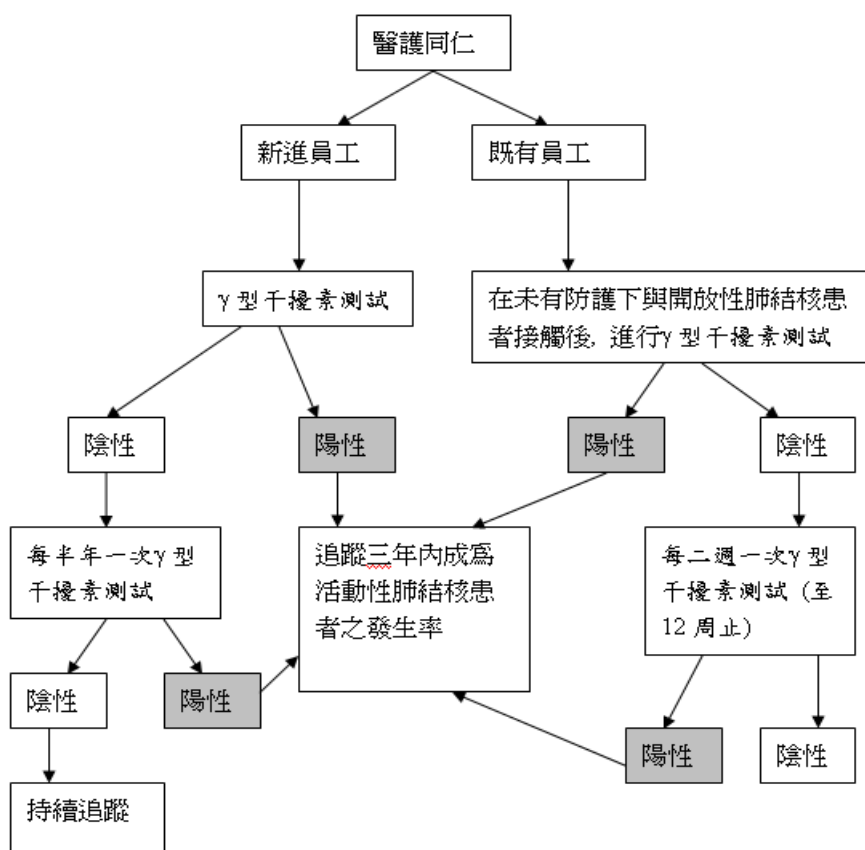 醫護同仁
新進員工
既有員工
γ型干擾素測試
在未有防護下與開放性肺結核患
者接觸後, 進行γ型干擾素測試
陰性
陽性
陽性
陰性
每半年一次γ型
干擾素測試
追蹤三年內成為
活動性肺結核患
者之發生率
每二週一次γ型
干擾素測試 (至
12 周止)
陰性
陽性
陽性
陰性
持續追蹤